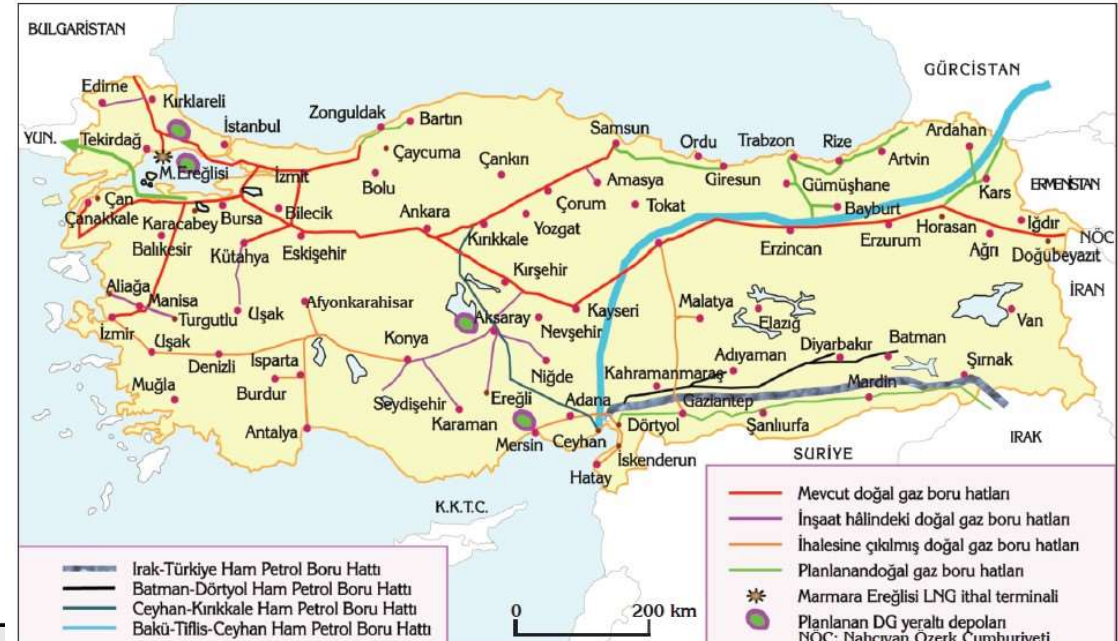 BULGARİSTAN
GÜRCİSTAN
Edirne
Kırklareli
Zonguldak
Bartın
YUN.
Tekirdağ
İstanbul
Samsun
Ordu
Trabzon
Rize
Ardahan
Çaycuma
Çankırı
Artvin
M.Ereğlisi
İzmit
Bolu
Amasya
Giresun
Gümüşhane
Kars
ERMENİSTAN
Çan
Çanakkale
Karacabey
Bursa
Bilecik
Ankara
Çorum
Tokat
Bayburt
Horasan
Iğdır
Balıkesir
Kütahya
Eskişehir
Kırıkkale
Yozgat
Erzincan
Erzurum
Ağrı
NÖC
Doğubeyazıt
Kırşehir
İRAN
Aliağa
Manisa
Turgutlu
Uşak
Afyonkarahisar
Aksaray
Kayseri
Nevşehir
Malatya
Elazığ
Van
İzmir
Uşak
Denizli
Isparta
Konya
Niğde
Adıyaman
Diyarbakır
Batman
Şırnak
Muğla
Burdur
Seydişehir
Ereğli
Kahramanmaraş
Mardin
Karaman
Adana
Gaziantep
Antalya
Mersin
Ceyhan
Dörtyol
Şanlıurfa
İskenderun
Hatay
SURİYE
IRAK
K.K.T.C.
Mevcut doğal gaz boru hatları
İnşaat hâlindeki doğal gaz boru hatları
İhalesine çıkılmış doğal gaz boru hatları
Planlanandoğal gaz boru hatları
Marmara Ereğlisi LNG ithal terminali
Planlanan DG yeraltı depoları
NÖC: Nahcıvan Özerk Cumhuriyeti
Irak-Türkiye Ham Petrol Boru Hattı
Batman-Dörtyol Ham Petrol Boru Hattı
Ceyhan-Kırıkkale Ham Petrol Boru Hattı
Bakü-Tiflis-Ceyhan Ham Petrol Boru Hattı
0 200 km